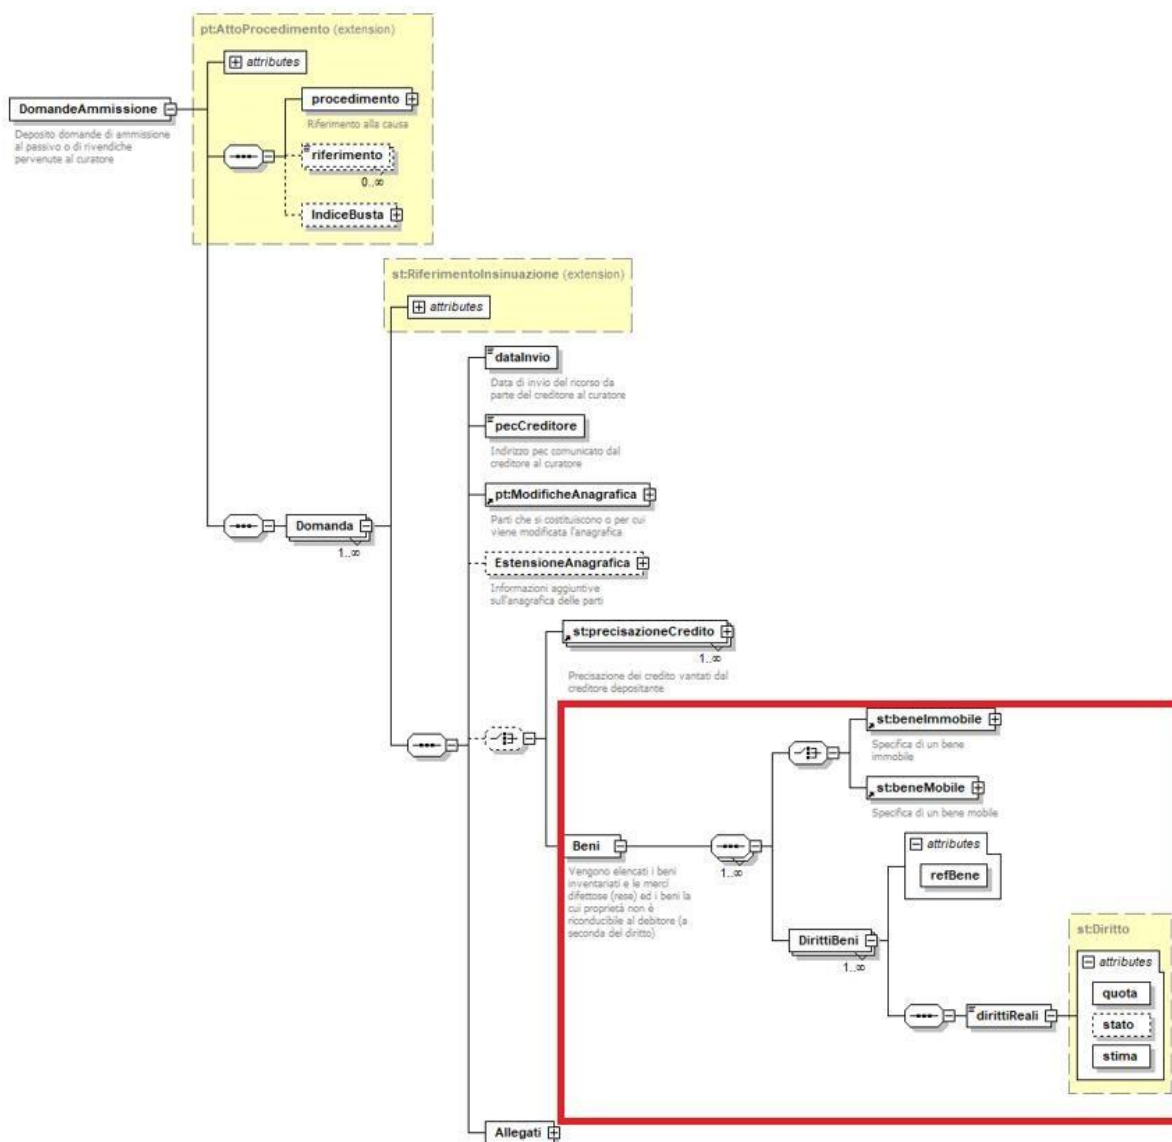 pt:AttoProcedimento (extension)
attributes
DomandeAmmissione
Deposito domande di ammissione
al passivo o di rivendiche
pervenute al curatore
procedimento
Riferimento alla causa
riferimento
0..∞
IndiceBusta
st:RiferimentoInsinuazione (extension)
attributes
dataInvio
Data di invio del ricorso da
parte del creditore al curatore
pecCreditore
Indirizzo pec comunicato dal
creditore al curatore
pt:ModificheAnagrafica
Parti che si costituiscono o per cui
viene modificata l'anagrafica
Domanda
1..∞
EstensioneAnagrafica
Informazioni aggiuntive
sull'anagrafica delle parti
st:precisazioneCredito
1..∞
Precisazione dei credito vantati dal
creditore depositante
st:beneImmobile
Specifica di un bene
immobile
st:beneMobile
Specifica di un bene mobile
Beni
1..∞
Vengono elencati i beni
inventariati e le merci
difettose (rese) ed i beni la
cui proprietà non è
riconducibile al debitore (a
seconda del diritto)
attributes
refBene
DirittiBeni
1..∞
st:Diritto
attributes
quota
dirittiReali
stato
stima
Allegati